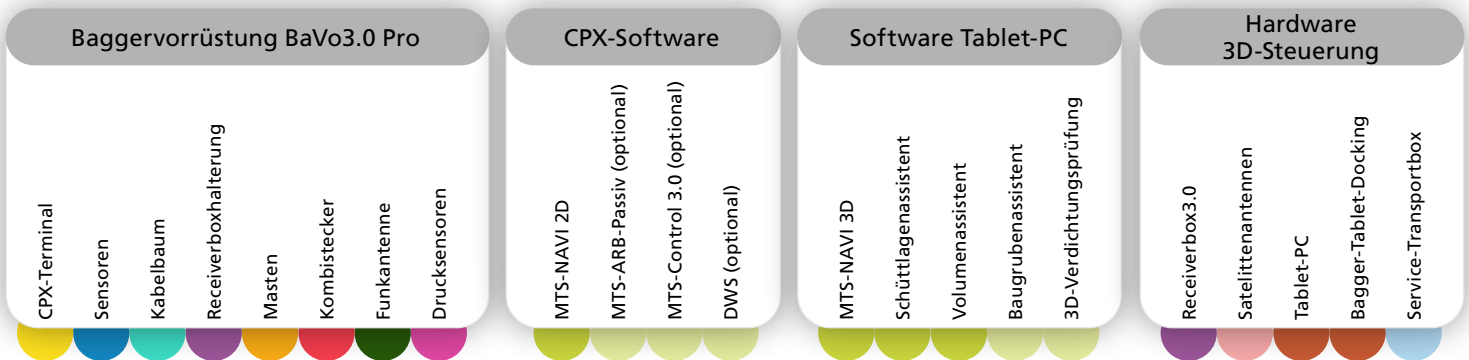 Baggervorrüstung BaVo3.0 Pro
CPX-Terminal
Sensoren
Kabelbaum
Receiverboxhalterung
Masten
Kombistecker
Funkantenne
Drucksensoren
CPX-Software
MTS-NAVI 2D
MTS-ARB-Passiv (optional)
MTS-Control 3.0 (optional)
DWS (optional)
Software Tablet-PC
MTS-NAVI 3D
Schüttlagenassistent
Volumenassistent
Baugrubenassistent
3D-Verdichtungsprüfung
Hardware
3D-Steuerung
Receiverbox3.0
Satelittenantennen
Tablet-PC
Bagger-Tablet-Docking
Service-Transportbox